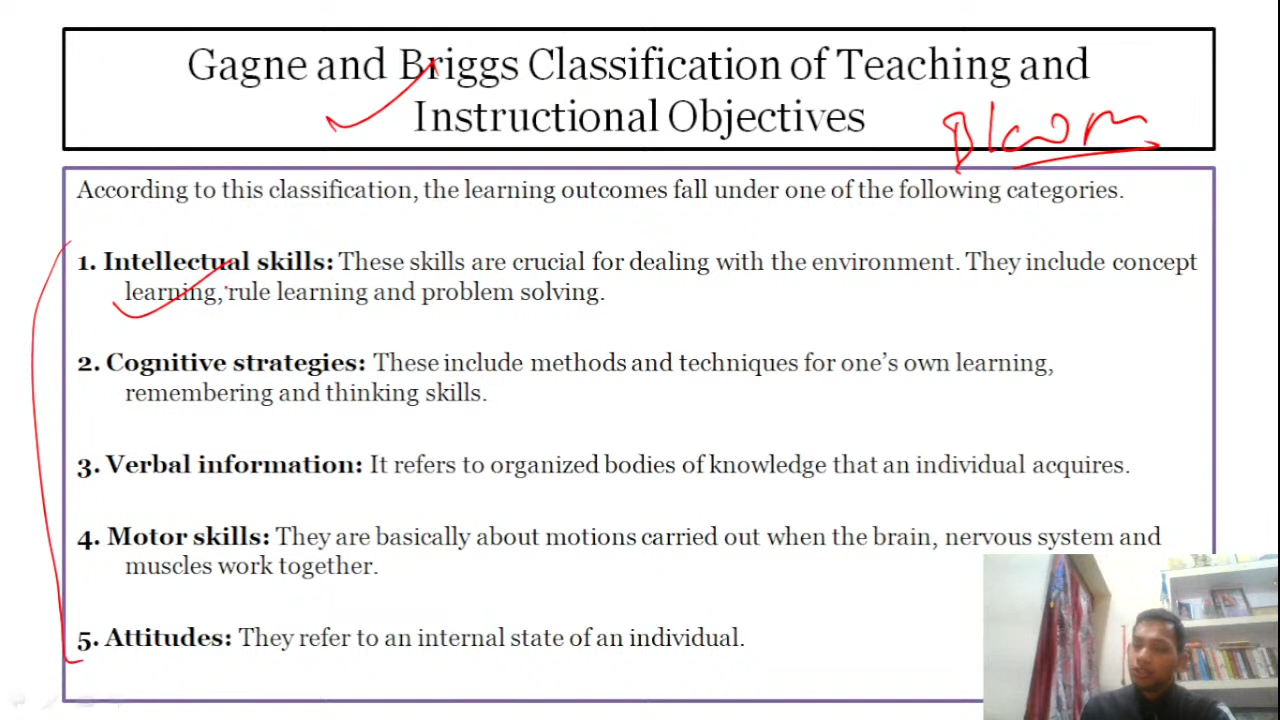 Gagne and Briggs Classification of Teaching and
Instructional Objectives
Bloom
According to this classification, the learning outcomes fall under one of the following categories.
1. Intellectual skills: These skills are crucial for dealing with the environment. They include concept
learning, rule learning and problem solving.
2. Cognitive strategies: These include methods and techniques for one’s own learning,
remembering and thinking skills.
3. Verbal information: It refers to organized bodies of knowledge that an individual acquires.
4. Motor skills: They are basically about motions carried out when the brain, nervous system and
muscles work together.
5. Attitudes: They refer to an internal state of an individual.